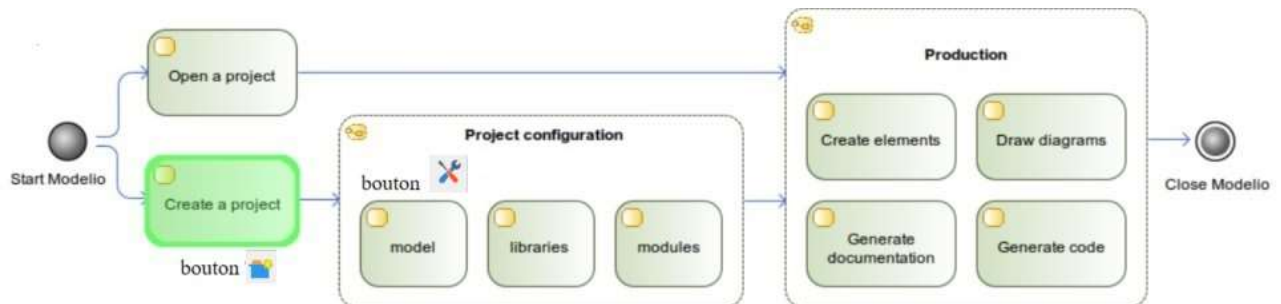 Start Modelio
Open a project
Create a project
bouton
Project configuration
bouton
model
libraries
modules
Production
Create elements
Draw diagrams
Generate
documentation
Generate code
Close Modelio